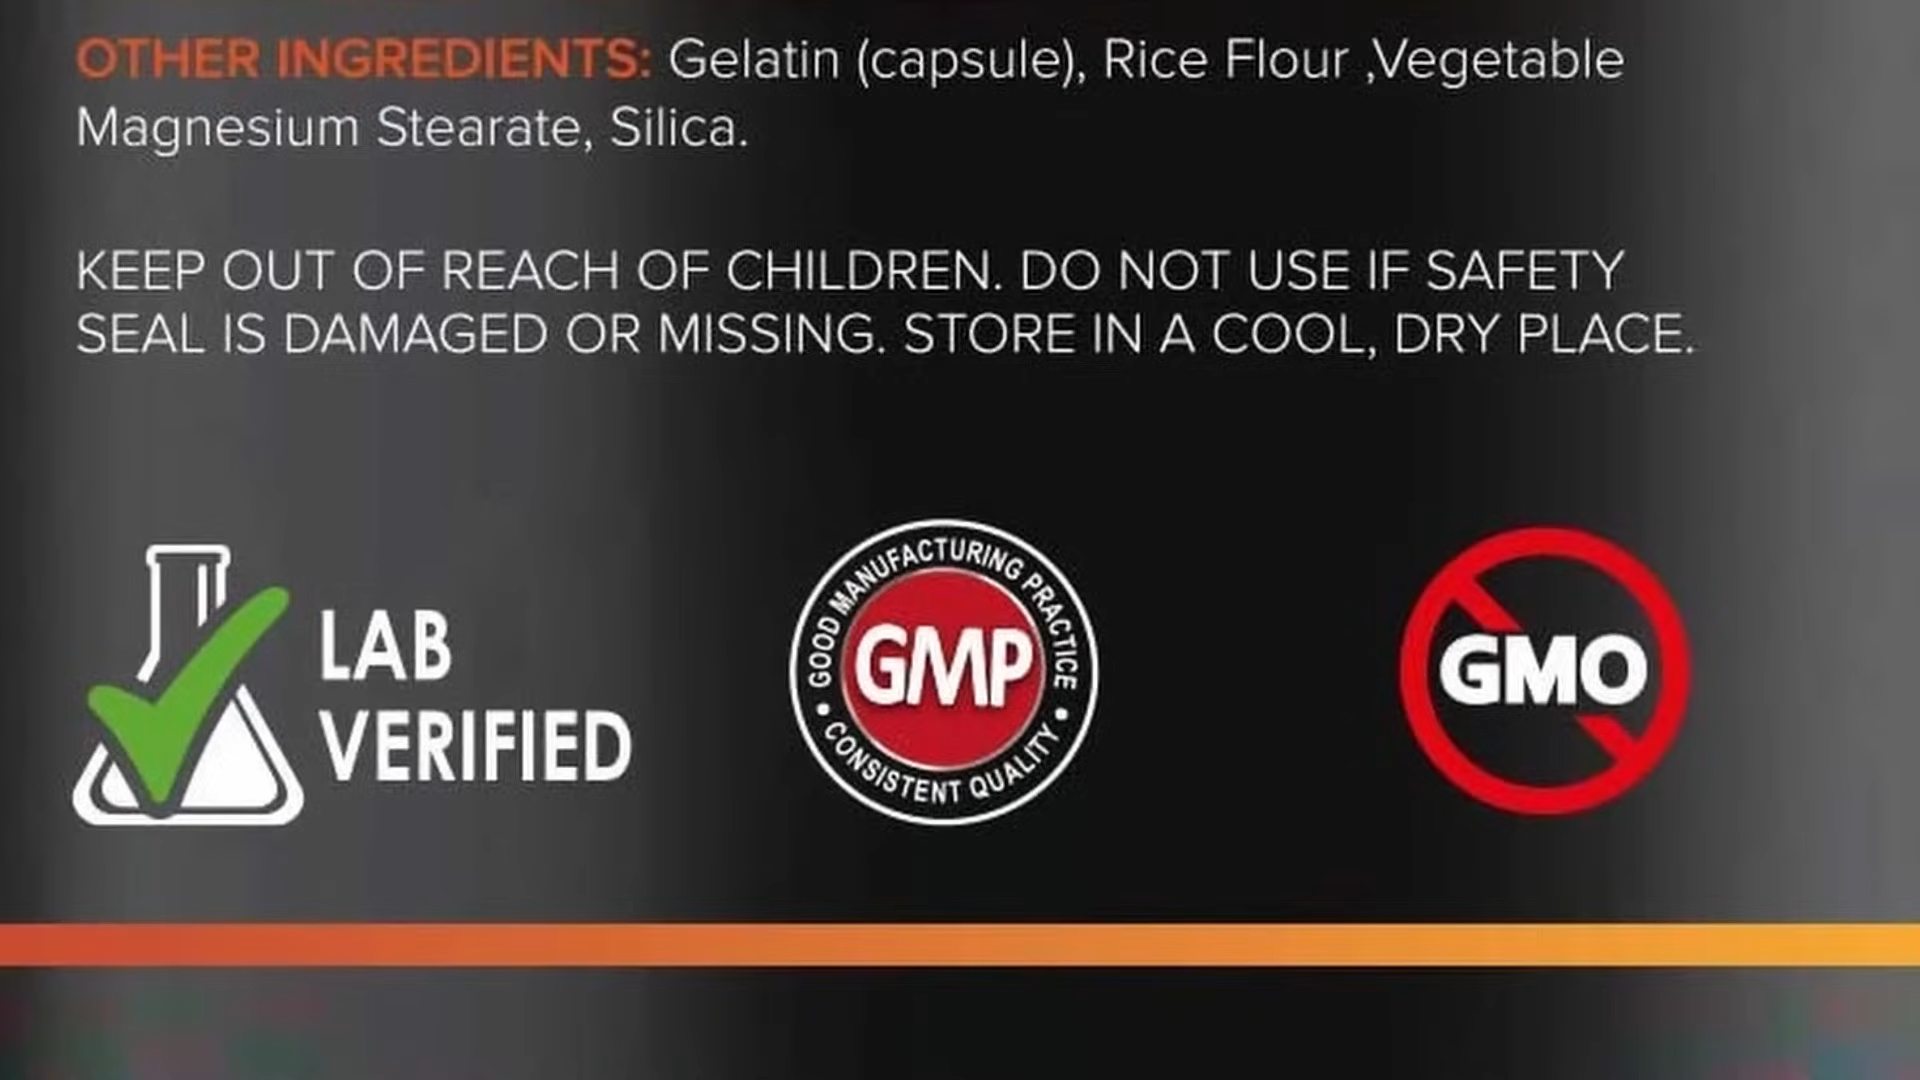 OTHER INGREDIENTS: Gelatin (capsule), Rice Flour ,Vegetable
Magnesium Stearate, Silica.
KEEP OUT OF REACH OF CHILDREN. DO NOT USE IF SAFETY
SEAL IS DAMAGED OR MISSING. STORE IN A COOL, DRY PLACE.
LAB
VERIFIED
GOOD MANUFACTURING PRACTICE
GMP
• CONSISTENT QUALITY •
GMO